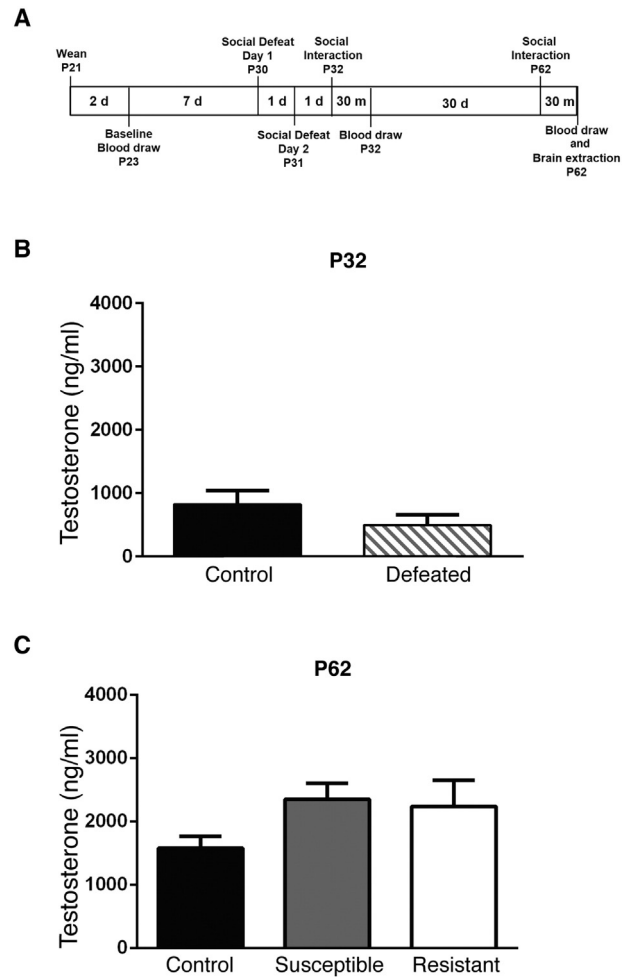 A
Wean
P21
Social Defeat
Day 1
P30
Social
Interaction
P32
Social
Interaction
P62
2 d
7 d
1 d
1 d
30 m
30 d
30 m
Baseline
Blood draw
P23
Social Defeat
Day 2
P31
Blood draw
P32
Blood draw
and
Brain extraction
P62
B
P32
Testosterone (ng/ml)
4000
3000
2000
1000
0
Control
Defeated
C
P62
Testosterone (ng/ml)
4000
3000
2000
1000
0
Control
Susceptible
Resistant